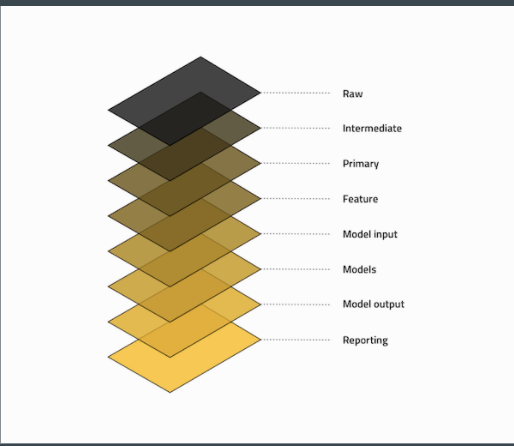 Raw
Intermediate
Primary
Feature
Model input
Models
Model output
Reporting